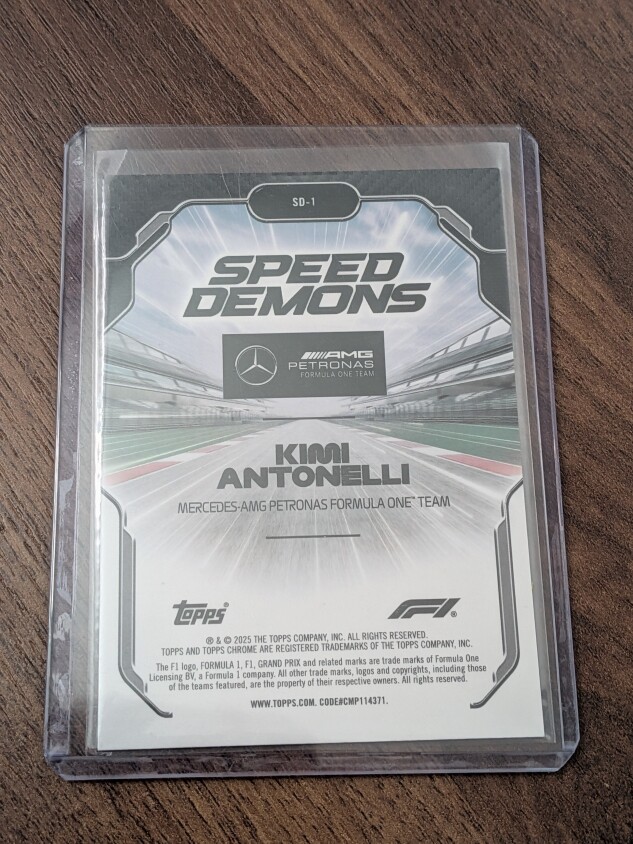 SD-1
SPEED
DEMONS
AMG
PETRONAS
FORMULA ONE TEAM
KIMI
ANTONELLI
MERCEDES-AMG PETRONAS FORMULA ONE™ TEAM
topps®
F1®
® & © 2025 THE TOPPS COMPANY, INC. ALL RIGHTS RESERVED.
TOPPS AND TOPPS CHROME ARE REGISTERED TRADEMARKS OF THE TOPPS COMPANY, INC.
The F1 logo, FORMULA 1, F1, GRAND PRIX and related marks are trade marks of Formula One
Licensing BV, a Formula 1 company. All other trade marks, logos and copyrights, including those
of the teams featured, are the property of their respective owners. All rights reserved.
WWW.TOPPS.COM. CODE#CMP114371.